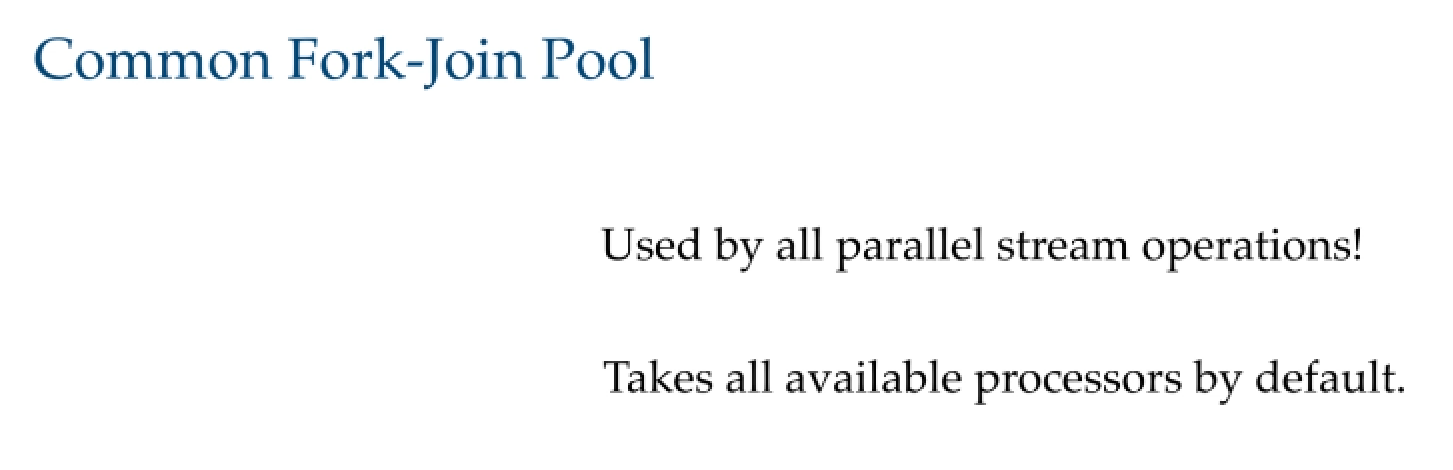 Common Fork-Join Pool
Used by all parallel stream operations!
Takes all available processors by default.